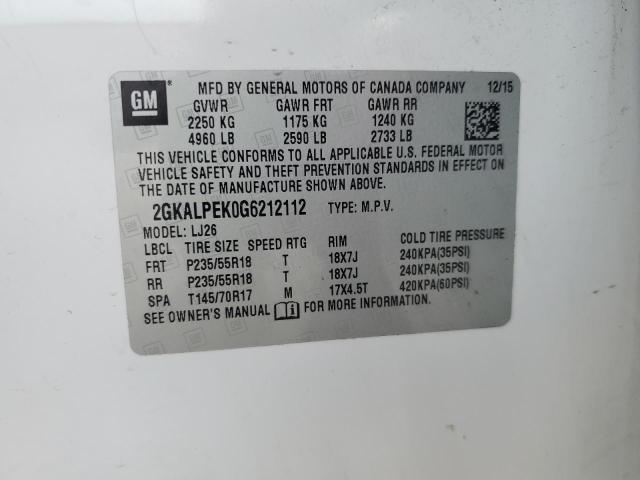 GM
MFD BY GENERAL MOTORS OF CANADA COMPANY 12/15
GVWR GAWR FRT GAWR RR
2250 KG 1175 KG 1240 KG
4960 LB 2590 LB 2733 LB
THIS VEHICLE CONFORMS TO ALL APPLICABLE U.S. FEDERAL MOTOR
VEHICLE SAFETY AND THEFT PREVENTION STANDARDS IN EFFECT ON
THE DATE OF MANUFACTURE SHOWN ABOVE.
2GKALPEK0G6212112 TYPE: M.P.V.
MODEL: LJ26
LBCL TIRE SIZE SPEED RTG RIM COLD TIRE PRESSURE
FRT P235/55R18 T 18X7J 240KPA(35PSI)
RR P235/55R18 T 18X7J 240KPA(35PSI)
SPA T145/70R17 M 17X4.5T 420KPA(60PSI)
SEE OWNER'S MANUAL FOR MORE INFORMATION.